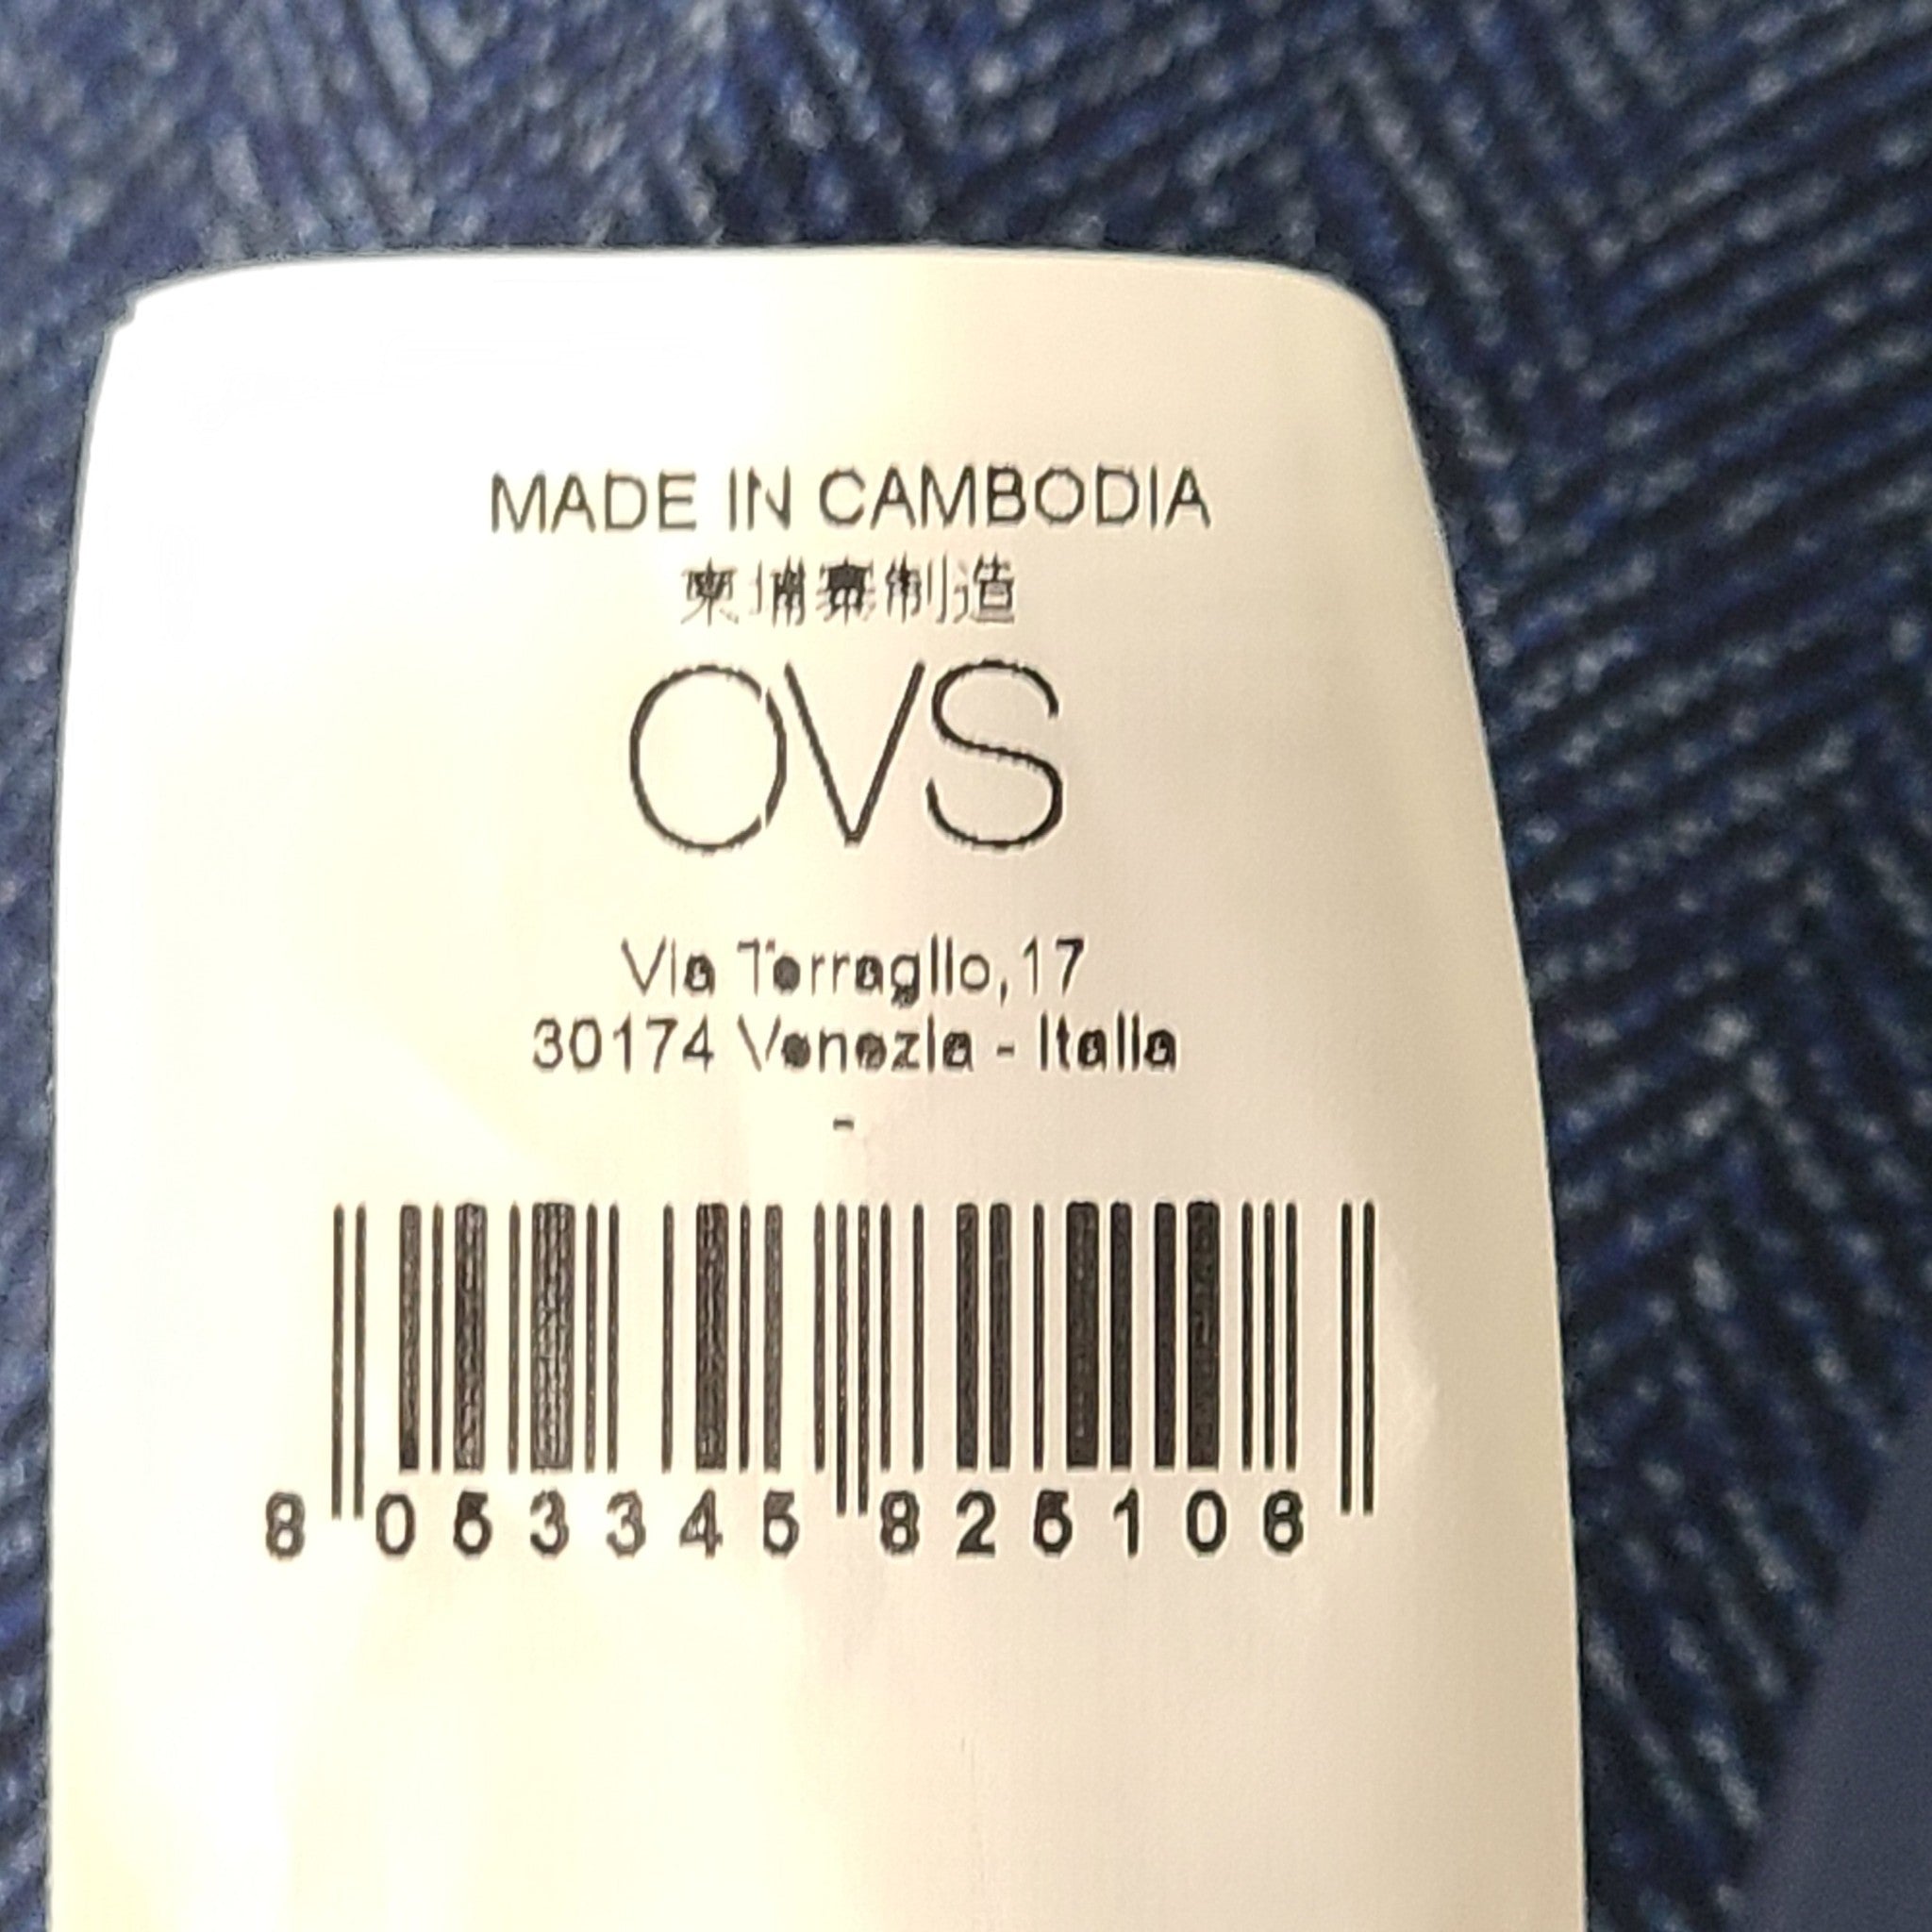 MADE IN CAMBODIA
柬埔寨制造
OVS
Via Terraglio,17
30174 Venezia - Italia
-
8 053345 825106